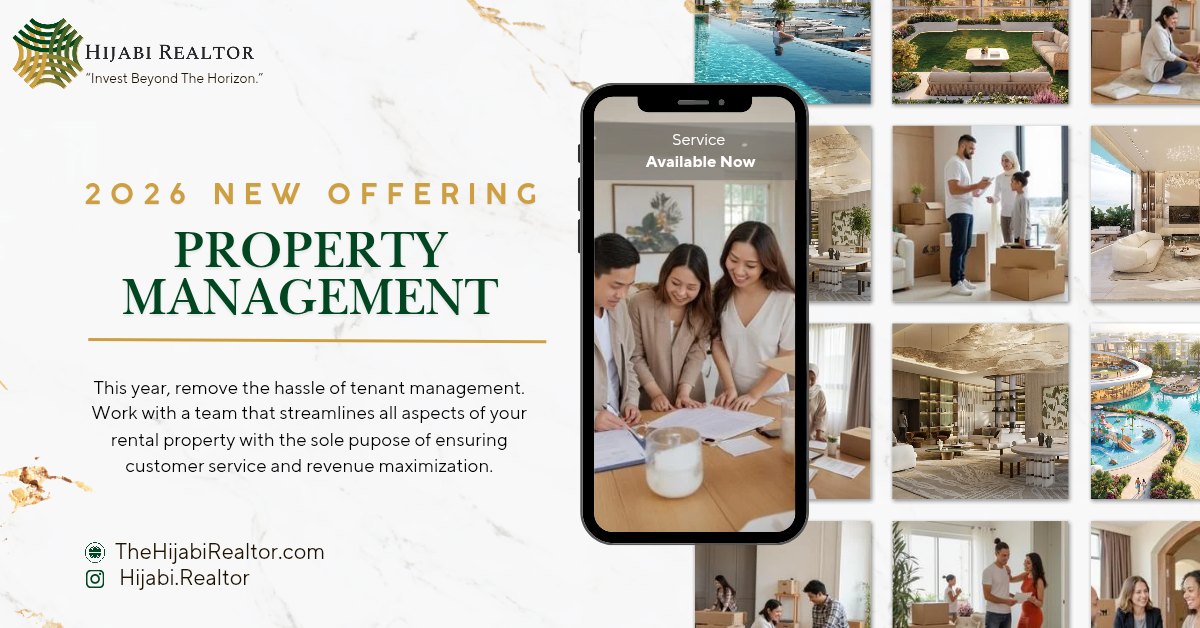 HIJABI REALTOR
"Invest Beyond The Horizon."
2026 NEW OFFERING
PROPERTY
MANAGEMENT
This year, remove the hassle of tenant management.
Work with a team that streamlines all aspects of your
rental property with the sole pupose of ensuring
customer service and revenue maximization.
TheHijabiRealtor.com
Hijabi.Realtor
Service
Available Now